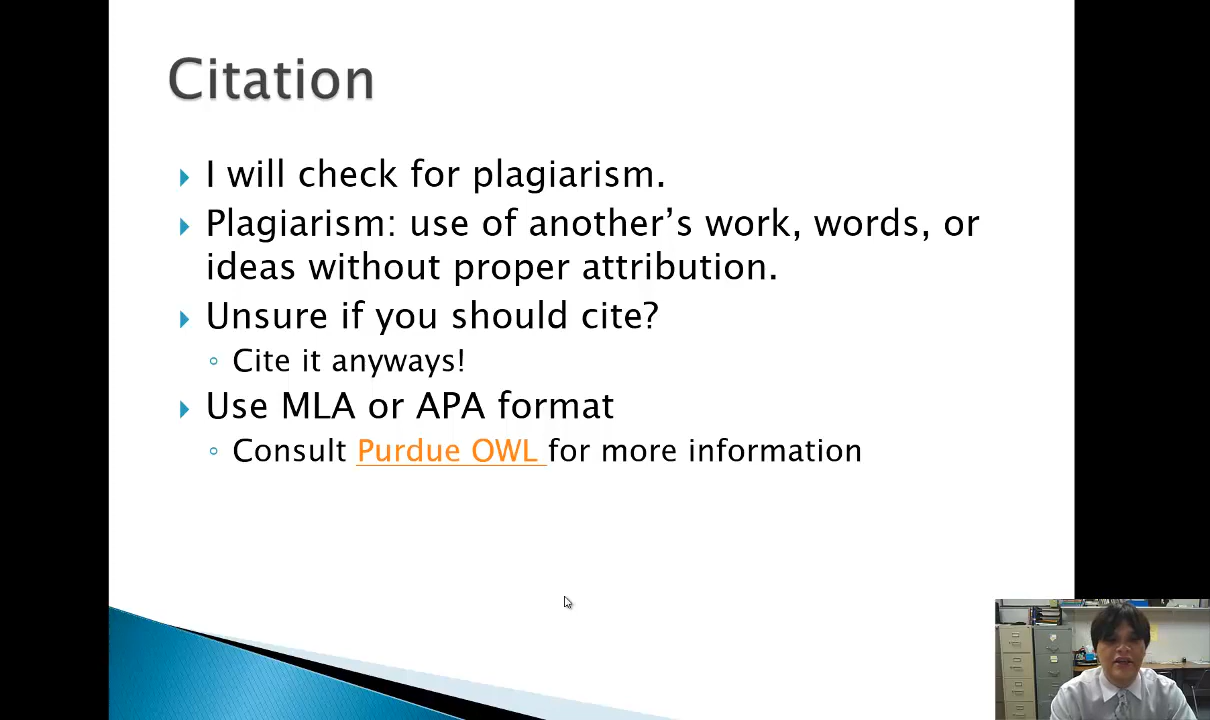 Citation
I will check for plagiarism.
Plagiarism: use of another’s work, words, or
ideas without proper attribution.
Unsure if you should cite?
Cite it anyways!
Use MLA or APA format
Consult Purdue OWL for more information